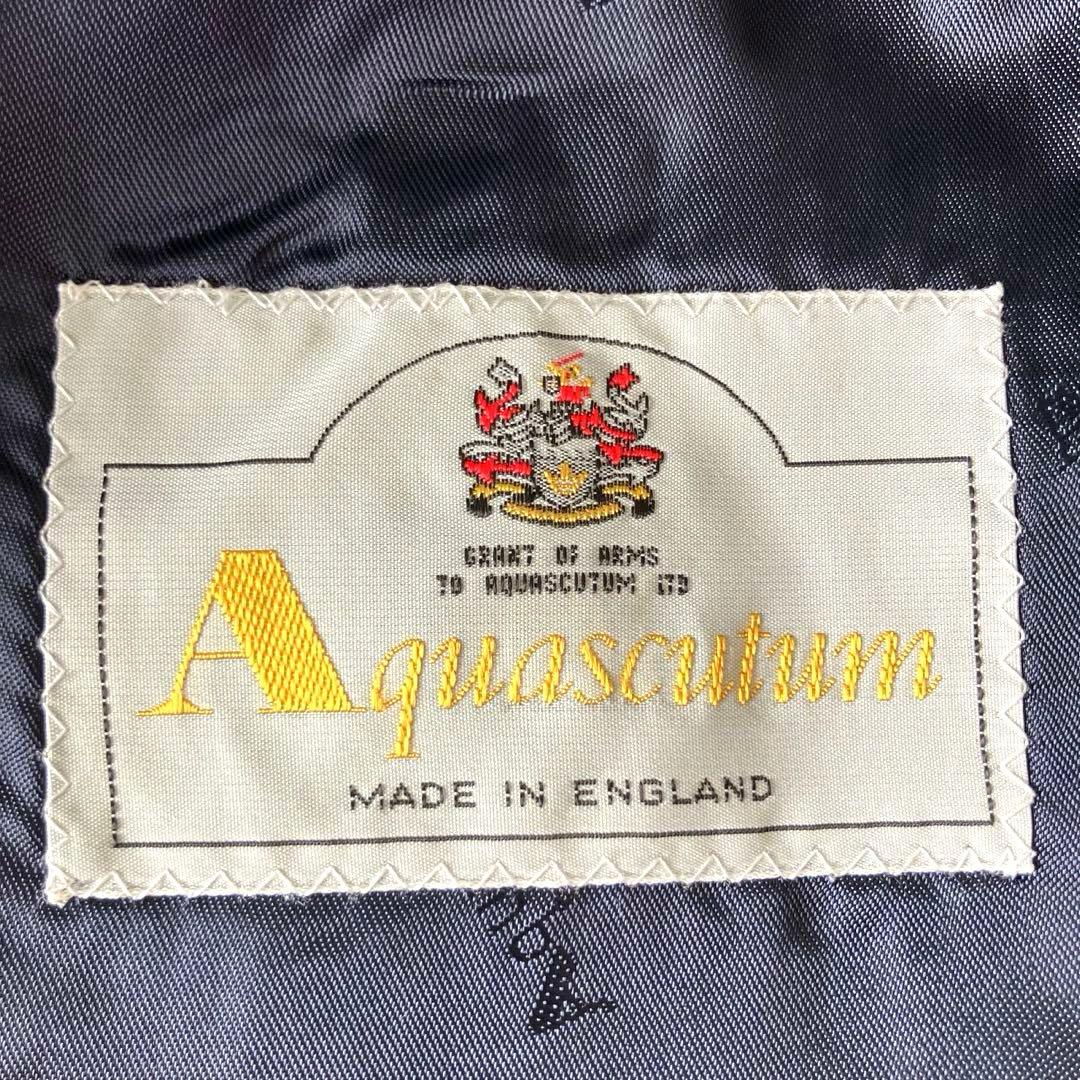 GRANT OF ARMS
TO AQUASCUTUM LTD
Aquascutum
MADE IN ENGLAND